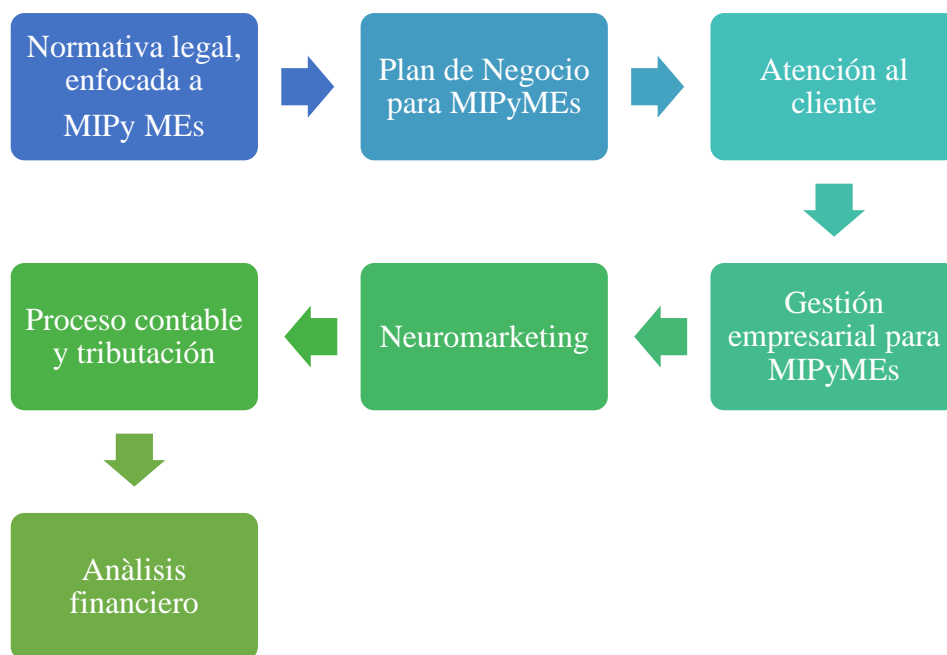 Normativa legal,
enfocada a
MIPy MEs
Plan de Negocio
para MIPyMEs
Atención al
cliente
Gestión
empresarial para
MIPyMEs
Neuromarketing
Proceso contable
y tributación
Anàlisis
financiero